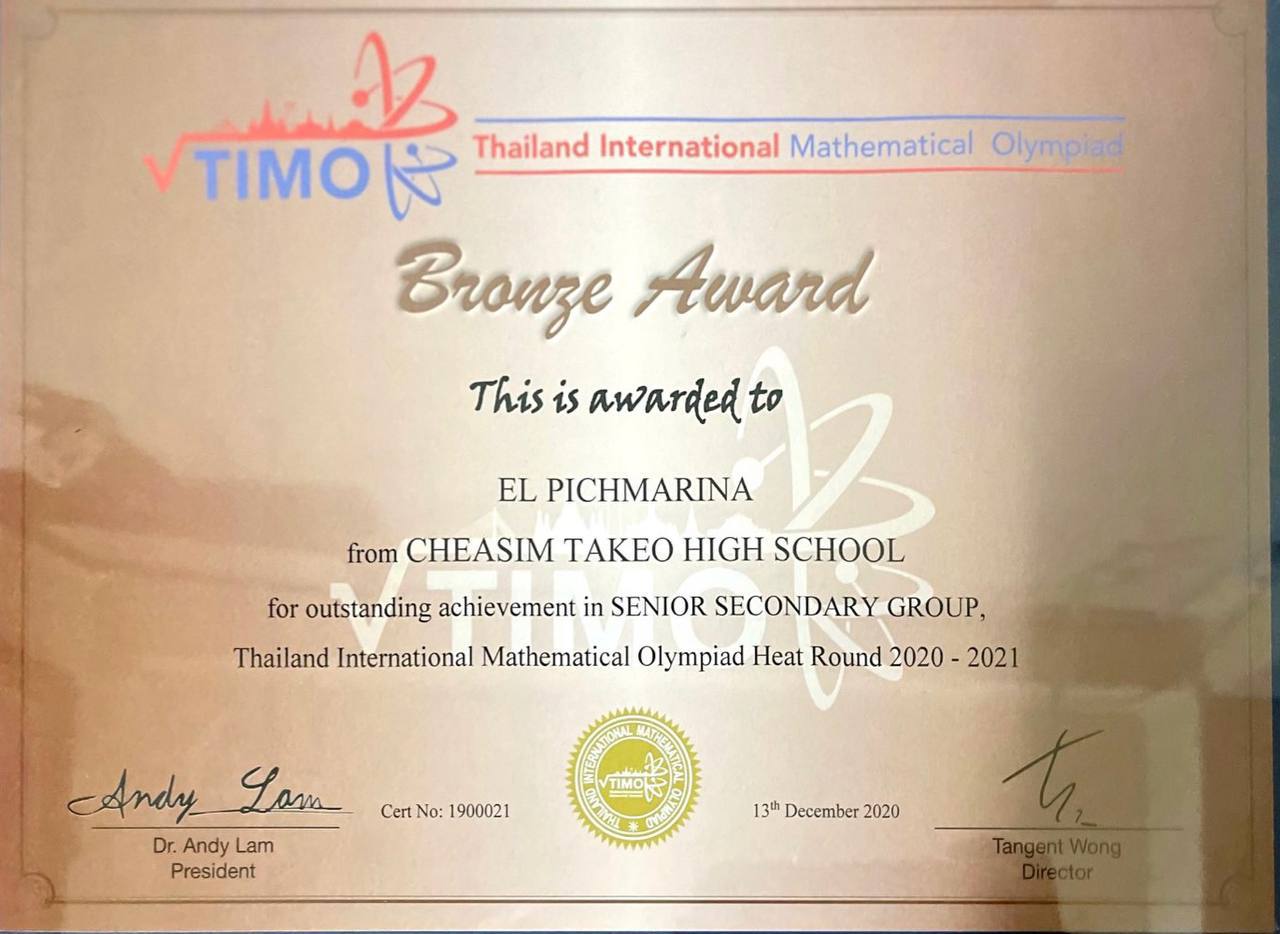 TIMO
Thailand International Mathematical Olympiad
Bronze Award
This is awarded to
EL PICHMARINA
from CHEASIM TAKEO HIGH SCHOOL
for outstanding achievement in SENIOR SECONDARY GROUP,
Thailand International Mathematical Olympiad Heat Round 2020 - 2021
TIMO
THAILAND INTERNATIONAL MATHEMATICAL OLYMPIAD
TIMO
Andy Lam
Cert No: 1900021
13th December 2020
Dr. Andy Lam
President
Tangent Wong
Director